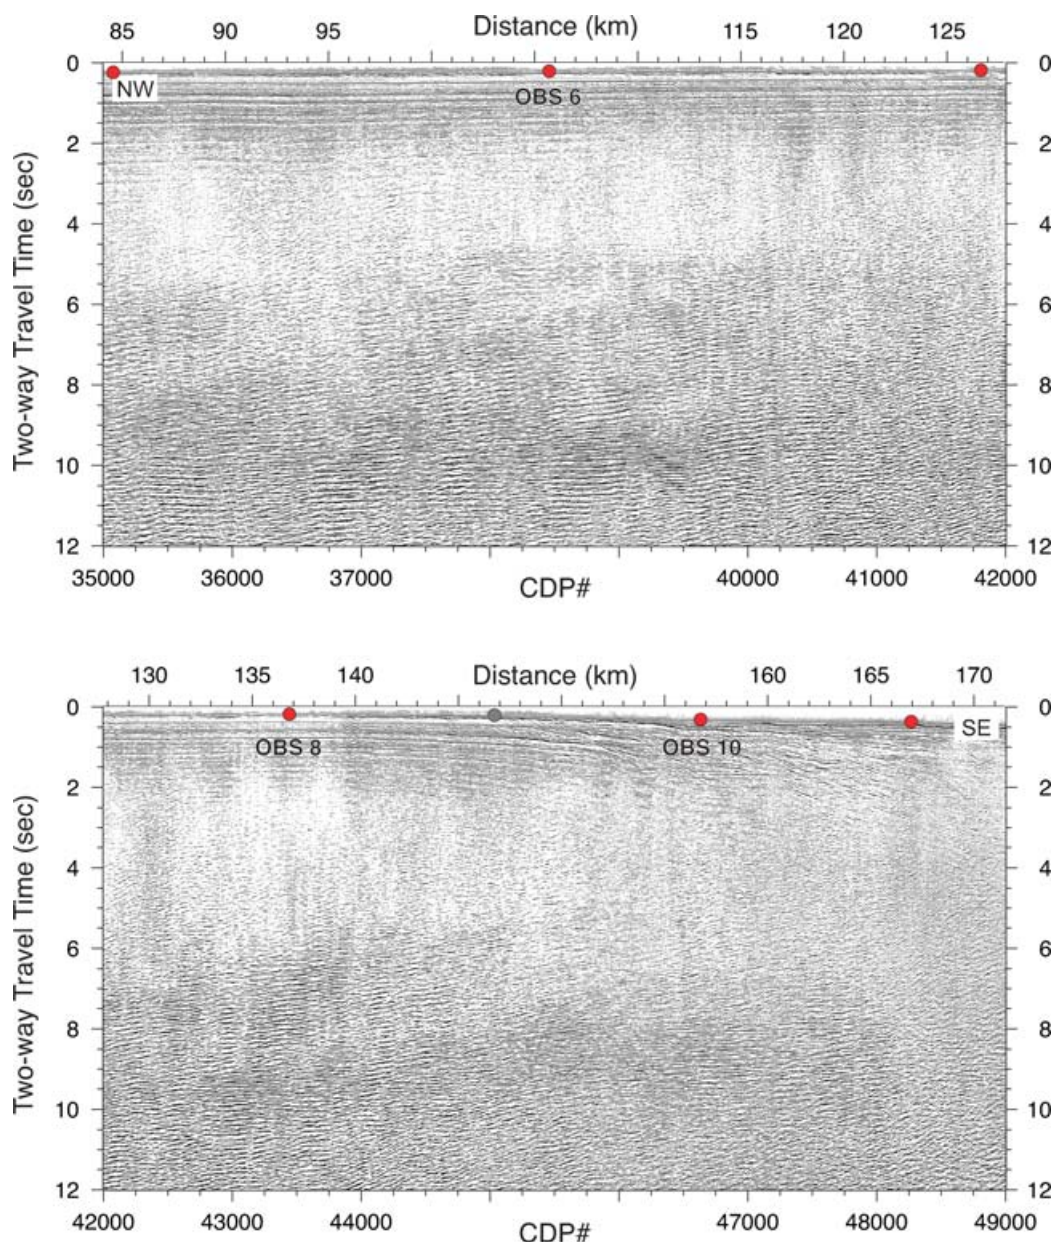 84 90 95 Distance (km) 115 120 125
0 0
NW OBS 6
2 2
4 4
6 6
8 8
10 10
12 12
Two-way Travel Time (sec)
35000 36000 37000 CDP# 40000 41000 42000
130 135 140 Distance (km) 160 165 170
0 0
SE
OBS 8 OBS 10
2 2
4 4
6 6
8 8
10 10
12 12
Two-way Travel Time (sec)
42000 43000 44000 CDP# 47000 48000 49000